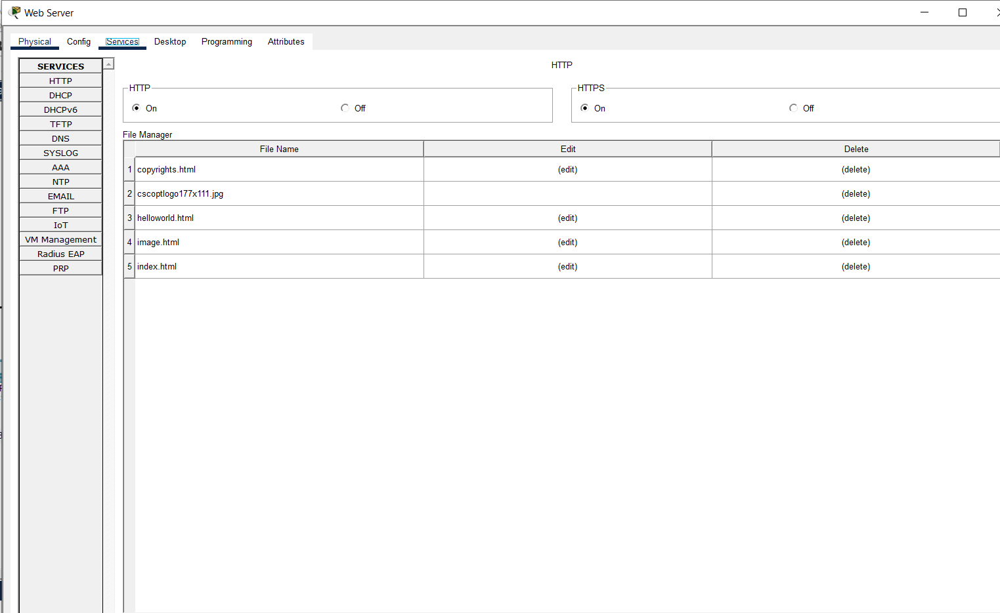 Web Server
Physical Config Services Desktop Programming Attributes
SERVICES
HTTP
DHCP
DHCPv6
TFTP
DNS
SYSLOG
AAA
NTP
EMAIL
FTP
IoT
VM Management
Radius EAP
PRP
HTTP
HTTP
On Off
HTTPS
On Off
File Manager
File Name Edit Delete
1 copyrights.html (edit) (delete)
2 cscoptlogo177x111.jpg (delete)
3 helloworld.html (edit) (delete)
4 image.html (edit) (delete)
5 index.html (edit) (delete)